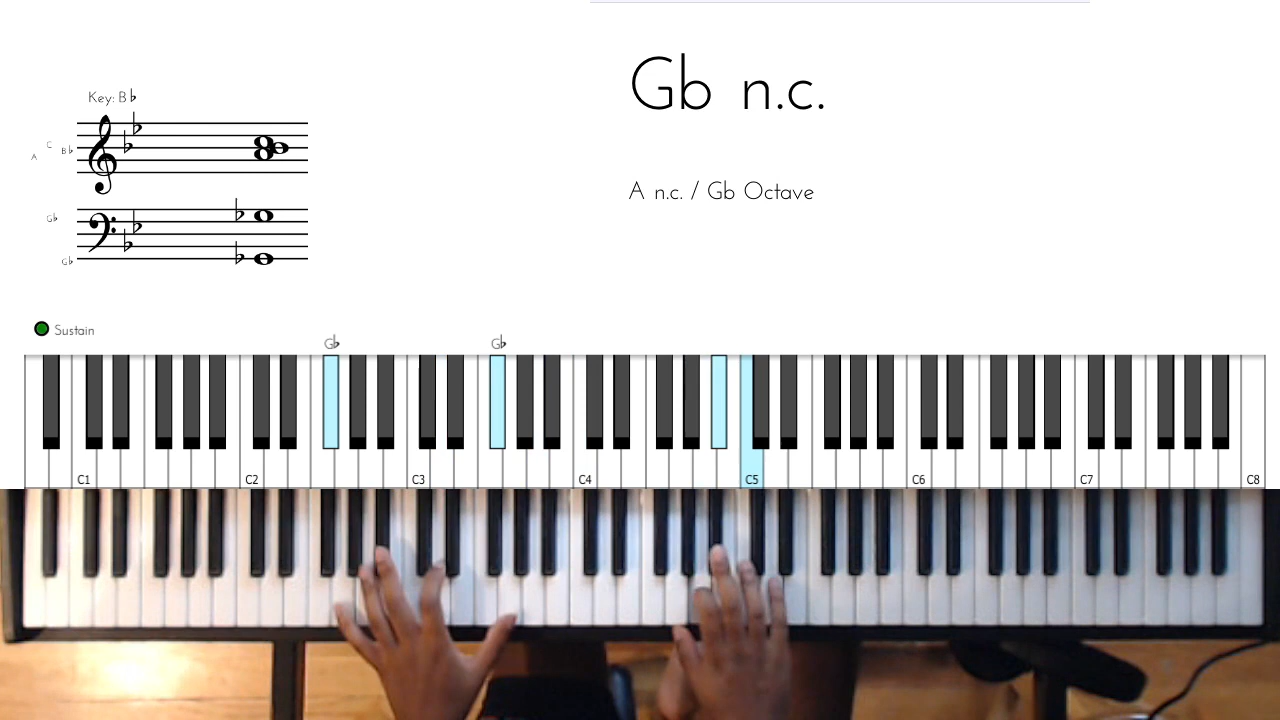 Gb n.c.
Key: B♭
C
B♭
A
A n.c. / Gb Octave
G♭
G♭
Sustain
G♭ G♭
C1 C2 C3 C4 C5 C6 C7 C8